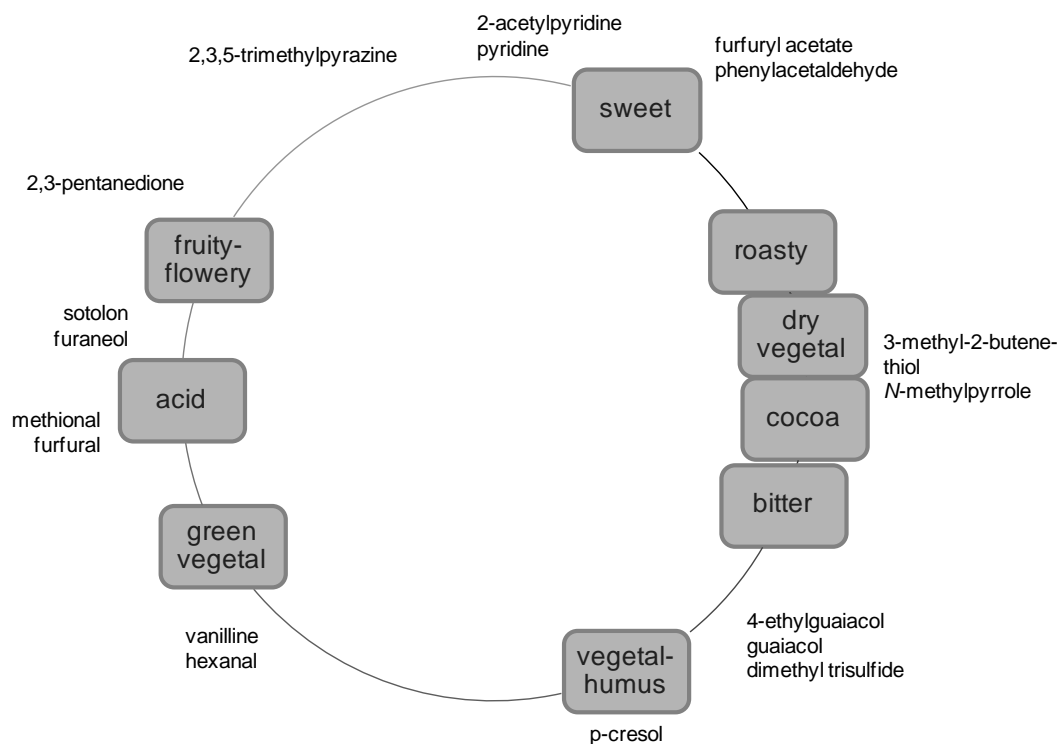 2-acetylpyridine
pyridine
2,3,5-trimethylpyrazine
furfuryl acetate
phenylacetaldehyde
sweet
2,3-pentanedione
fruity-
flowery
roasty
sotolon
furaneol
dry
vegetal
3-methyl-2-butene-
thiol
N-methylpyrrole
acid
cocoa
methional
furfural
bitter
green
vegetal
vanilline
hexanal
4-ethylguaiacol
guaiacol
dimethyl trisulfide
vegetal-
humus
p-cresol